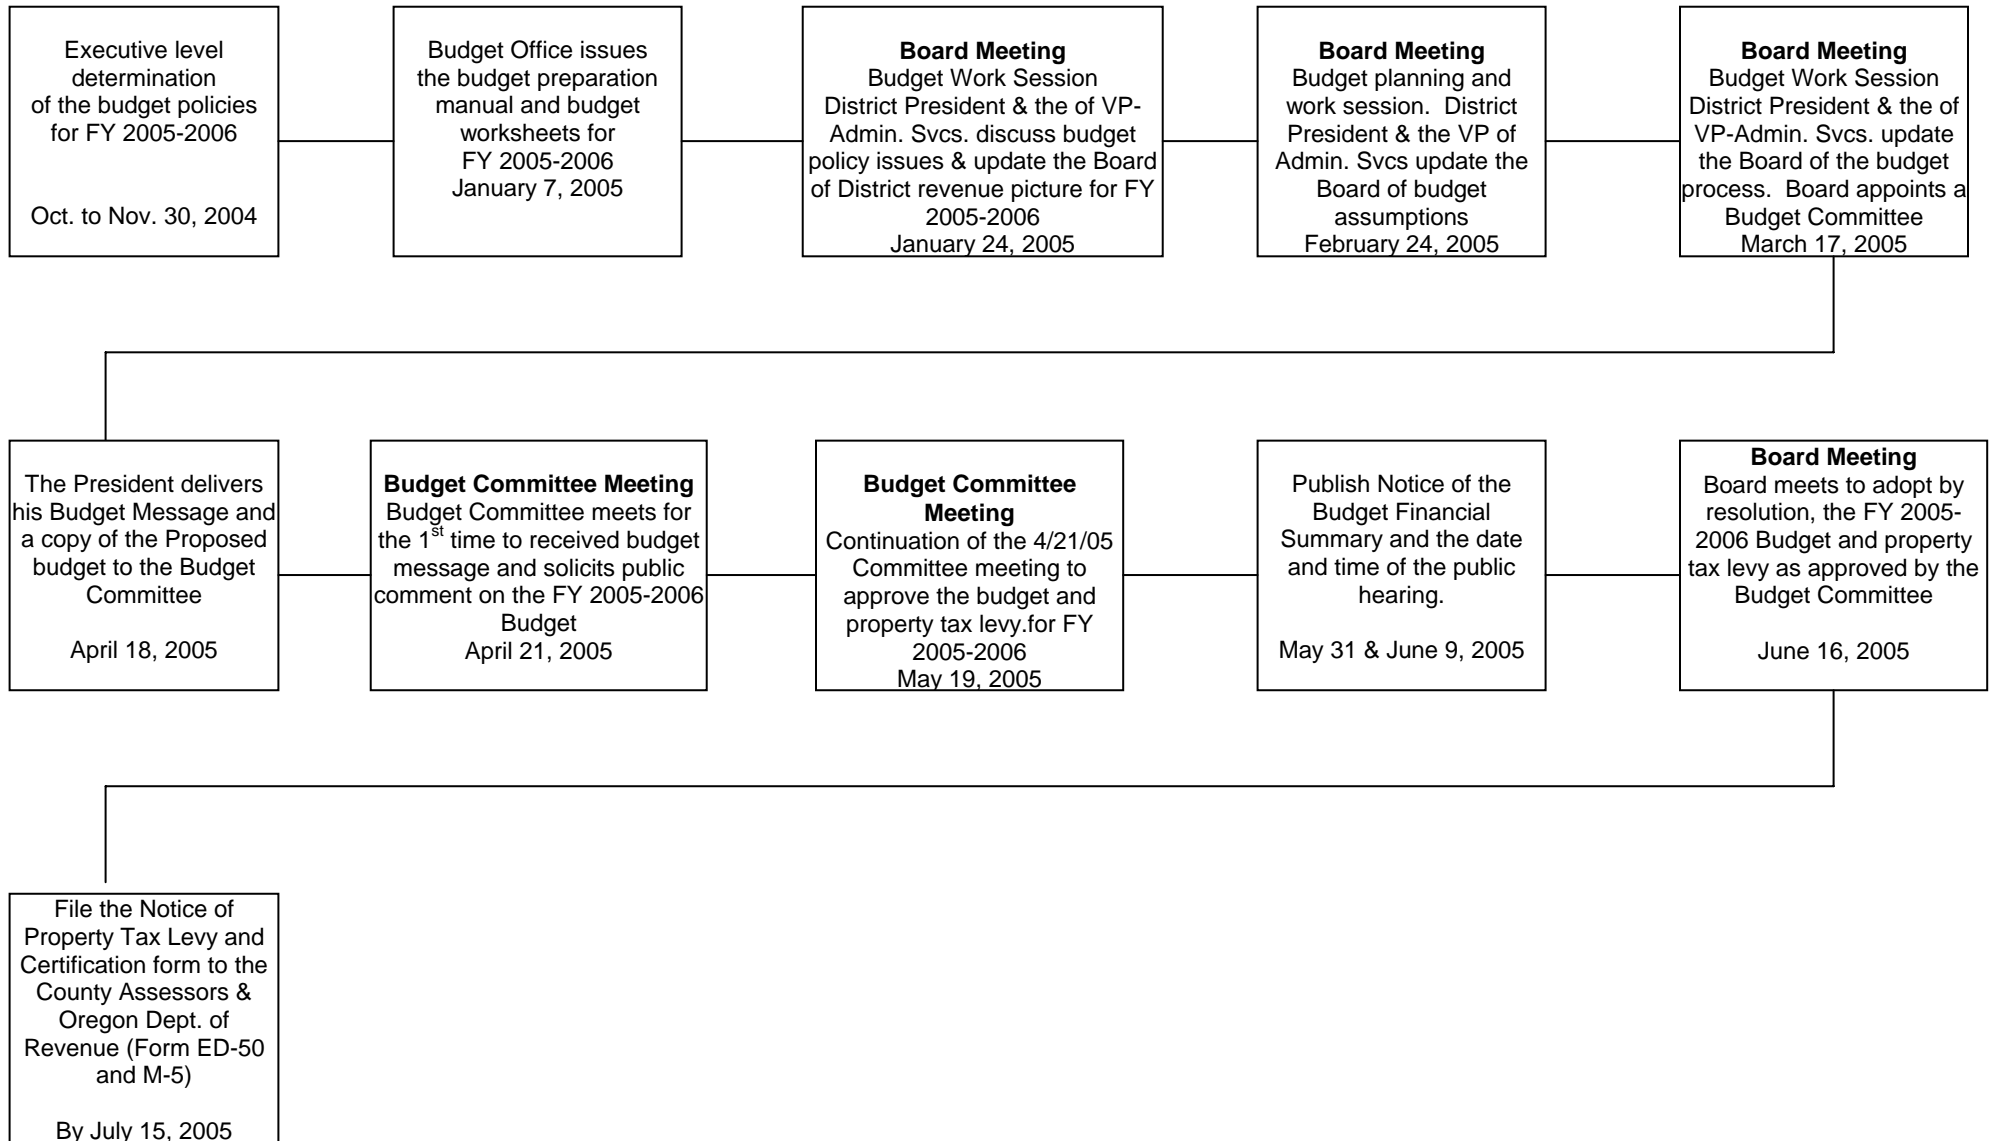 Executive level
determination
of the budget policies
for FY 2005-2006
Oct. to Nov. 30, 2004
Budget Office issues
the budget preparation
manual and budget
worksheets for
FY 2005-2006
January 7, 2005
Board Meeting
Budget Work Session
District President & the of VP-
Admin. Svcs. discuss budget
policy issues & update the Board
of District revenue picture for FY
2005-2006
January 24, 2005
Board Meeting
Budget planning and
work session. District
President & the VP of
Admin. Svcs update the
Board of budget
assumptions
February 24, 2005
Board Meeting
Budget Work Session
District President & the of
VP-Admin. Svcs. update
the Board of the budget
process. Board appoints a
Budget Committee
March 17, 2005
The President delivers
his Budget Message and
a copy of the Proposed
budget to the Budget
Committee
April 18, 2005
Budget Committee Meeting
Budget Committee meets for
the 1st time to received budget
message and solicits public
comment on the FY 2005-2006
Budget
April 21, 2005
Budget Committee
Meeting
Continuation of the 4/21/05
Committee meeting to
approve the budget and
property tax levy.for FY
2005-2006
May 19, 2005
Publish Notice of the
Budget Financial
Summary and the date
and time of the public
hearing.
May 31 & June 9, 2005
Board Meeting
Board meets to adopt by
resolution, the FY 2005-
2006 Budget and property
tax levy as approved by the
Budget Committee
June 16, 2005
File the Notice of
Property Tax Levy and
Certification form to the
County Assessors &
Oregon Dept. of
Revenue (Form ED-50
and M-5)
By July 15, 2005